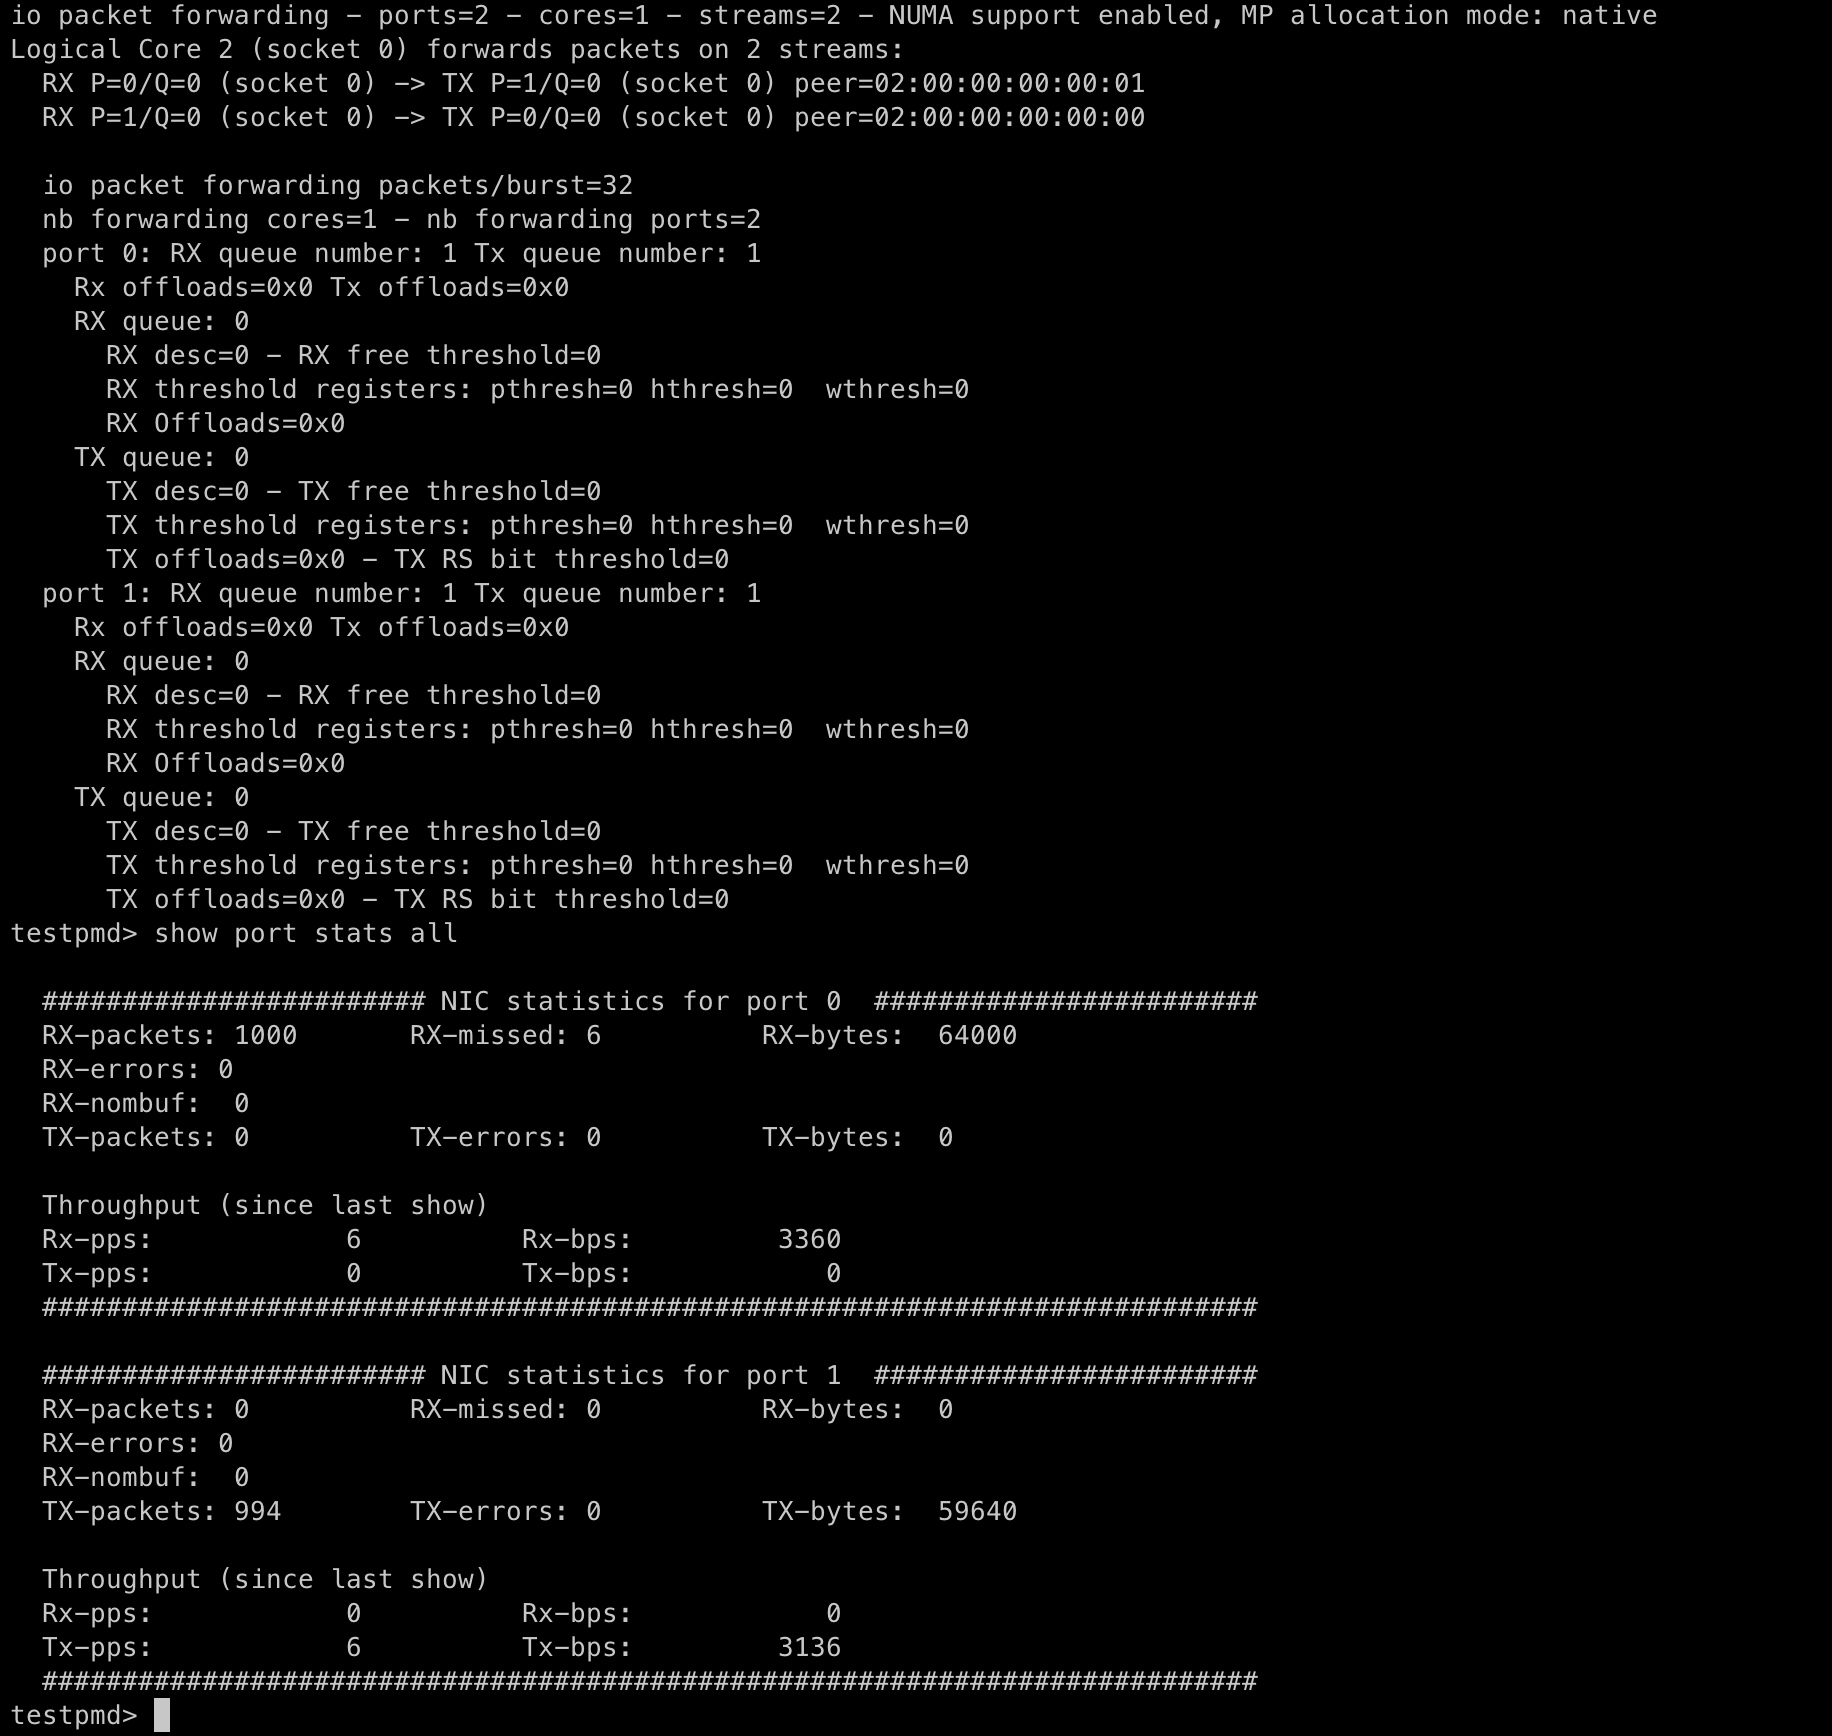 io packet forwarding - ports=2 - cores=1 - streams=2 - NUMA support enabled, MP allocation mode: native
Logical Core 2 (socket 0) forwards packets on 2 streams:
  RX P=0/Q=0 (socket 0) -> TX P=1/Q=0 (socket 0) peer=02:00:00:00:00:01
  RX P=1/Q=0 (socket 0) -> TX P=0/Q=0 (socket 0) peer=02:00:00:00:00:00

  io packet forwarding packets/burst=32
  nb forwarding cores=1 - nb forwarding ports=2
  port 0: RX queue number: 1 Tx queue number: 1
    Rx offloads=0x0 Tx offloads=0x0
    RX queue: 0
      RX desc=0 - RX free threshold=0
      RX threshold registers: pthresh=0 hthresh=0  wthresh=0
      RX Offloads=0x0
    TX queue: 0
      TX desc=0 - TX free threshold=0
      TX threshold registers: pthresh=0 hthresh=0  wthresh=0
      TX offloads=0x0 - TX RS bit threshold=0
  port 1: RX queue number: 1 Tx queue number: 1
    Rx offloads=0x0 Tx offloads=0x0
    RX queue: 0
      RX desc=0 - RX free threshold=0
      RX threshold registers: pthresh=0 hthresh=0  wthresh=0
      RX Offloads=0x0
    TX queue: 0
      TX desc=0 - TX free threshold=0
      TX threshold registers: pthresh=0 hthresh=0  wthresh=0
      TX offloads=0x0 - TX RS bit threshold=0
testpmd> show port stats all

  ######################## NIC statistics for port 0  ########################
  RX-packets: 1000       RX-missed: 6          RX-bytes:  64000
  RX-errors: 0
  RX-nombuf:  0
  TX-packets: 0          TX-errors: 0          TX-bytes:  0

  Throughput (since last show)
  Rx-pps:            6          Rx-bps:         3360
  Tx-pps:            0          Tx-bps:            0
  ############################################################################

  ######################## NIC statistics for port 1  ########################
  RX-packets: 0          RX-missed: 0          RX-bytes:  0
  RX-errors: 0
  RX-nombuf:  0
  TX-packets: 994        TX-errors: 0          TX-bytes:  59640

  Throughput (since last show)
  Rx-pps:            0          Rx-bps:            0
  Tx-pps:            6          Tx-bps:         3136
  ############################################################################
testpmd>